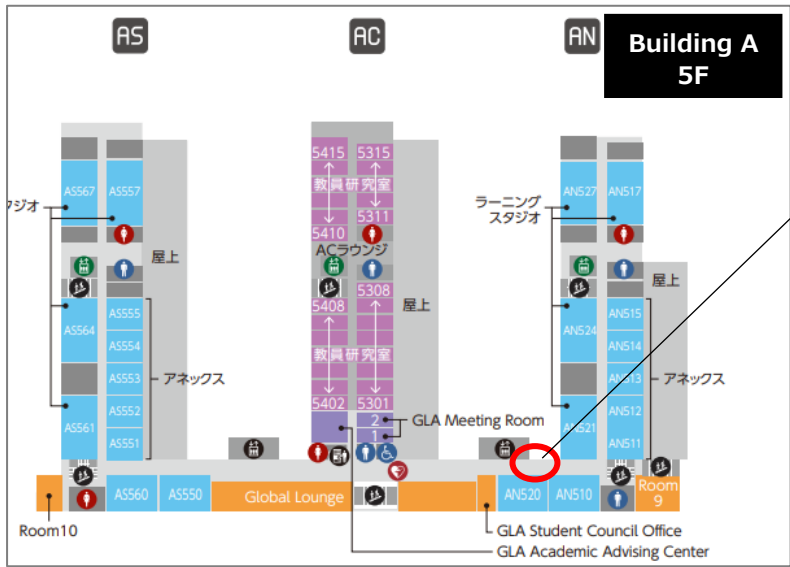 AS
AC
AN
Building A
5F
5415
5315
AS567
AS557
教員研究室
AN527
AN517
ラーニング
スタジオ
5311
5410
ACラウンジ
屋上
屋上
5308
5408
屋上
AS555
AN515
AS564
AS554
AN524
AN514
教員研究室
AS553
アネックス
AN513
アネックス
5402
5301
AS552
AN512
2
GLA Meeting Room
AS561
AS551
1
AN521
AN511
AS560
AS550
Global Lounge
AN520
AN510
Room
9
Room10
GLA Student Council Office
GLA Academic Advising Center